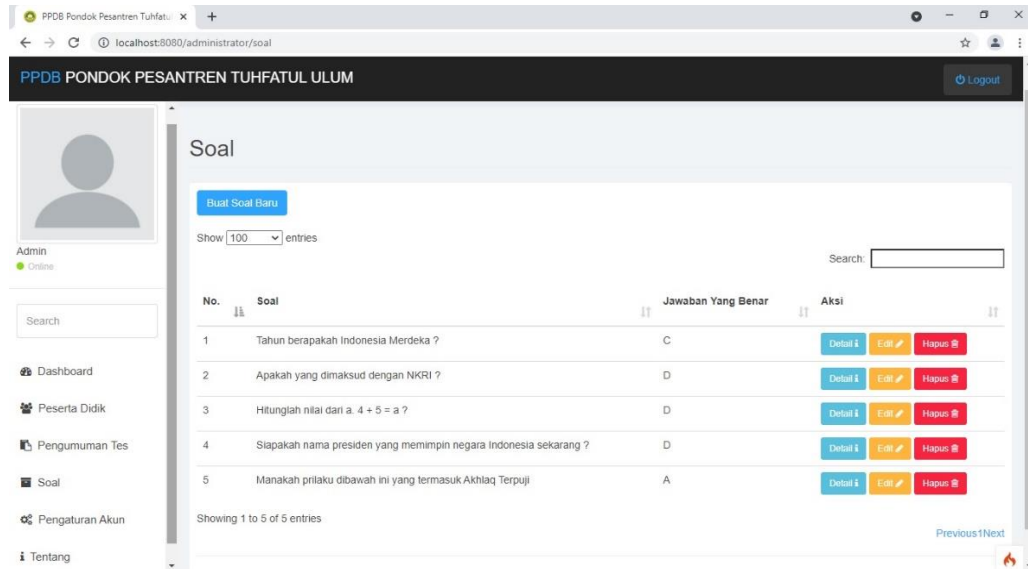 PPDB Pondok Pesantren Tuhfatu
localhost:8080/administrator/soal
PPDB PONDOK PESANTREN TUHFATUL ULUM
Logout
Admin
Online
Search
Dashboard
Peserta Didik
Pengumuman Tes
Soal
Pengaturan Akun
Tentang
Soal
Buat Soal Baru
Show 100 entries
Search:
No. Soal Jawaban Yang Benar Aksi
1 Tahun berapakah Indonesia Merdeka ? C Detail Edit Hapus
2 Apakah yang dimaksud dengan NKRI ? D Detail Edit Hapus
3 Hitunglah nilai dari a. 4 + 5 = a ? D Detail Edit Hapus
4 Siapakah nama presiden yang memimpin negara Indonesia sekarang ? D Detail Edit Hapus
5 Manakah prilaku dibawah ini yang termasuk Akhlaq Terpuji A Detail Edit Hapus
Showing 1 to 5 of 5 entries
Previous1Next